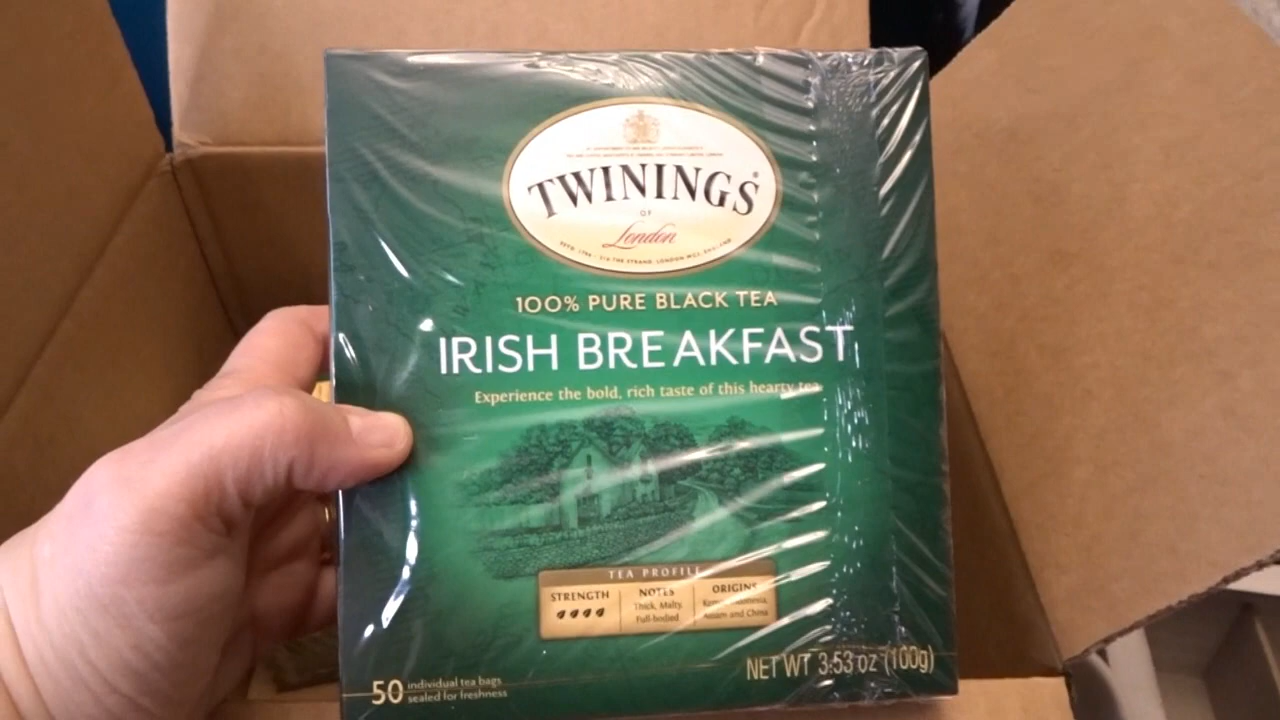 TWININGS®
OF
London
100% PURE BLACK TEA
IRISH BREAKFAST
Experience the bold, rich taste of this hearty tea
TEA PROFILE
STRENGTH
NOTES
Thick, Malty,
Full-bodied
ORIGINS
Assam and China
50 individual tea bags
sealed for freshness
NET WT 3.53 oz (100g)